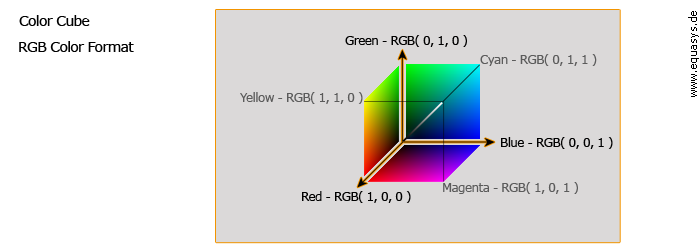 Color Cube
RGB Color Format
Green - RGB( 0, 1, 0 )
Cyan - RGB( 0, 1, 1 )
Yellow - RGB( 1, 1, 0 )
Blue - RGB( 0, 0, 1 )
Magenta - RGB( 1, 0, 1 )
Red - RGB( 1, 0, 0 )
www.equasys.de